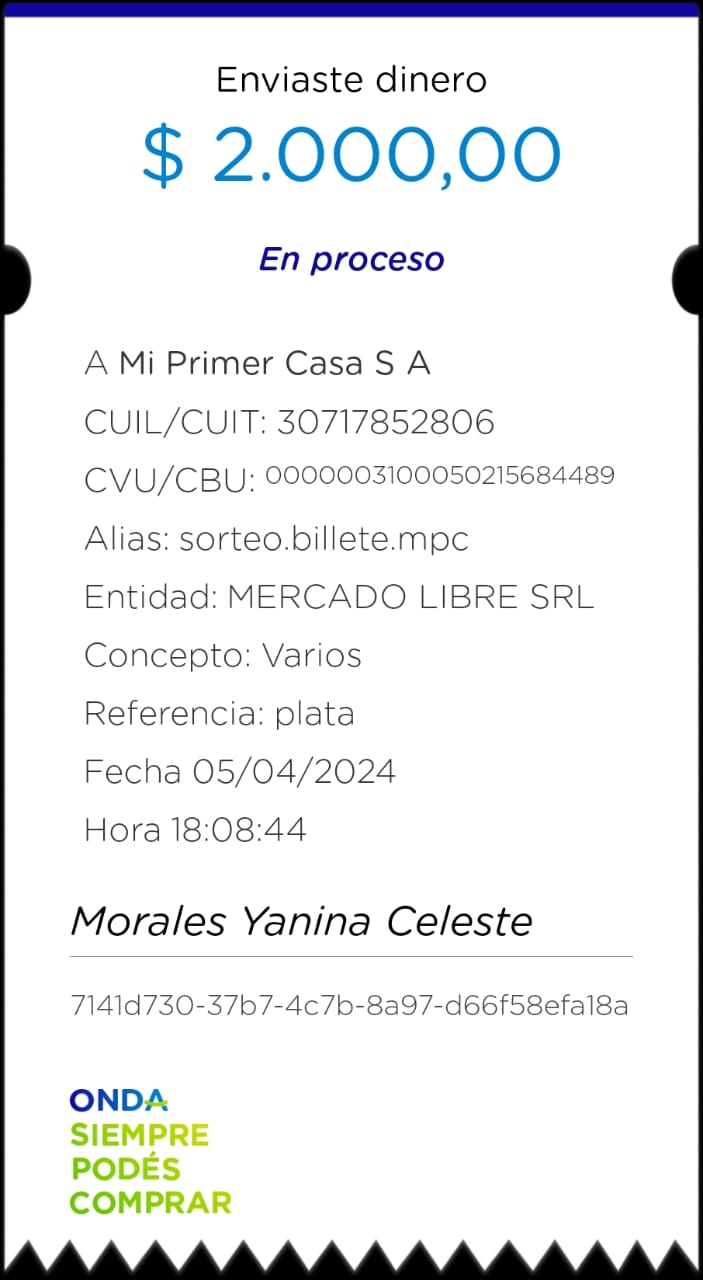 Enviaste dinero
$ 2.000,00
En proceso
A Mi Primer Casa S A
CUIL/CUIT: 30717852806
CVU/CBU: 0000003100050215684489
Alias: sorteo.billete.mpc
Entidad: MERCADO LIBRE SRL
Concepto: Varios
Referencia: plata
Fecha 05/04/2024
Hora 18:08:44
Morales Yanina Celeste
7141d730-37b7-4c7b-8a97-d66f58efa18a
ONDA
SIEMPRE
PODÉS
COMPRAR